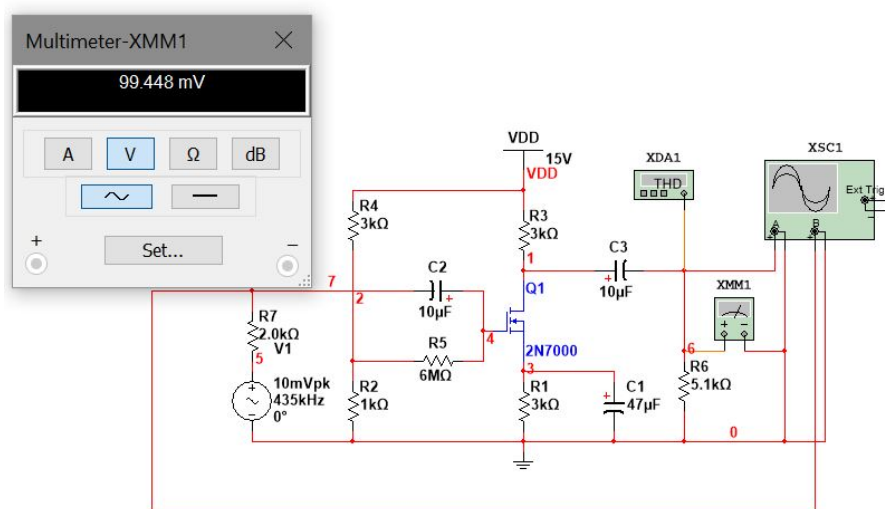 Multimeter-XMM1
99.448 mV
A V Ω dB
+ Set... −
VDD
15V
VDD
XDA1
THD
XSC1
Ext Trig
+
−
A B
+ − + −
R4
3kΩ
R3
3kΩ
1
C3
+
10µF
XMM1
+ −
7
2
C2
+
10µF
Q1
4
2N7000
R7
2.0kΩ
5
V1
R5
6MΩ
6
R6
5.1kΩ
10mVpk
435kHz
0°
R2
1kΩ
3
R1
3kΩ
C1
+
47µF
0